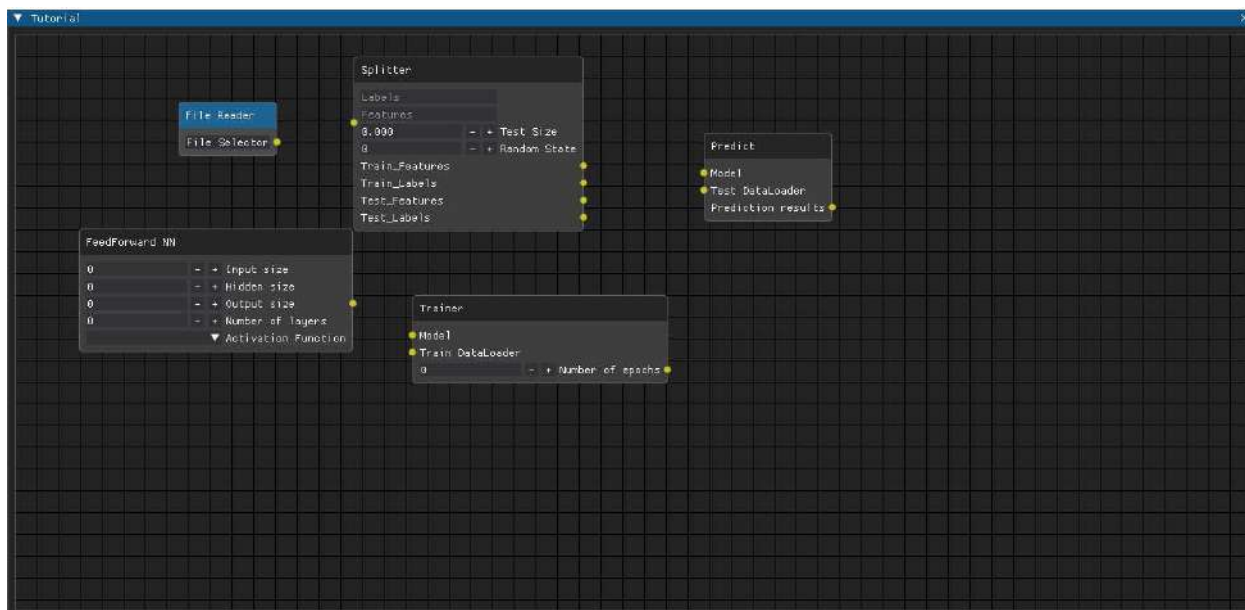 Tutorial
File Reader
File Selector
Splitter
Labels
Features
0.000 - + Test Size
0 - + Random State
Train_Features
Train_Labels
Test_Features
Test_Labels
Predict
Model
Test DataLoader
Prediction results
FeedForward NN
0 - + Input size
0 - + Hidden size
0 - + Output size
0 - + Number of layers
Activation Function
Trainer
Model
Train DataLoader
0 - + Number of epochs